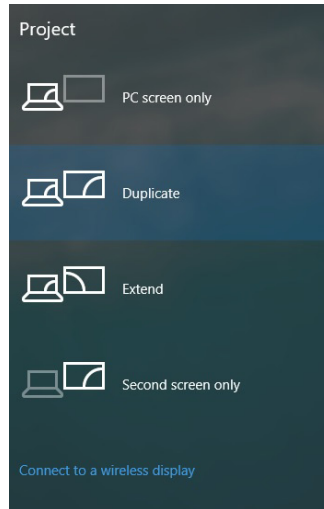 Project
PC screen only
Duplicate
Extend
Second screen only
Connect to a wireless display